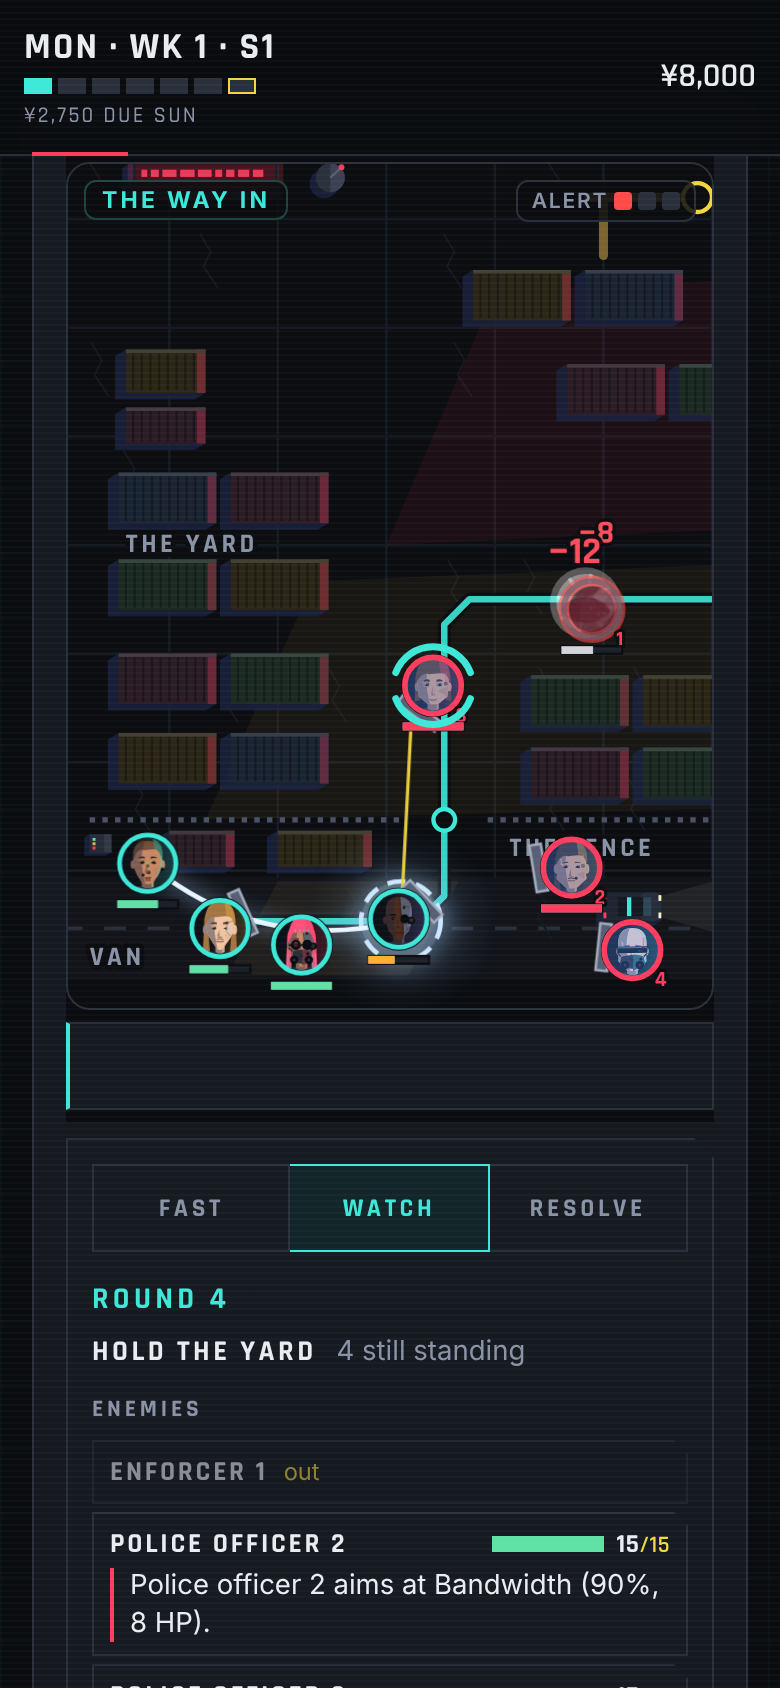 MON · WK 1 · S1
¥8,000
¥2,750 DUE SUN
THE WAY IN
ALERT
−8
−12
THE YARD
1
2
VAN
4
FAST
WATCH
RESOLVE
ROUND 4
HOLD THE YARD 4 still standing
ENEMIES
ENFORCER 1 out
POLICE OFFICER 2 15/15
Police officer 2 aims at Bandwidth (90%,
8 HP).